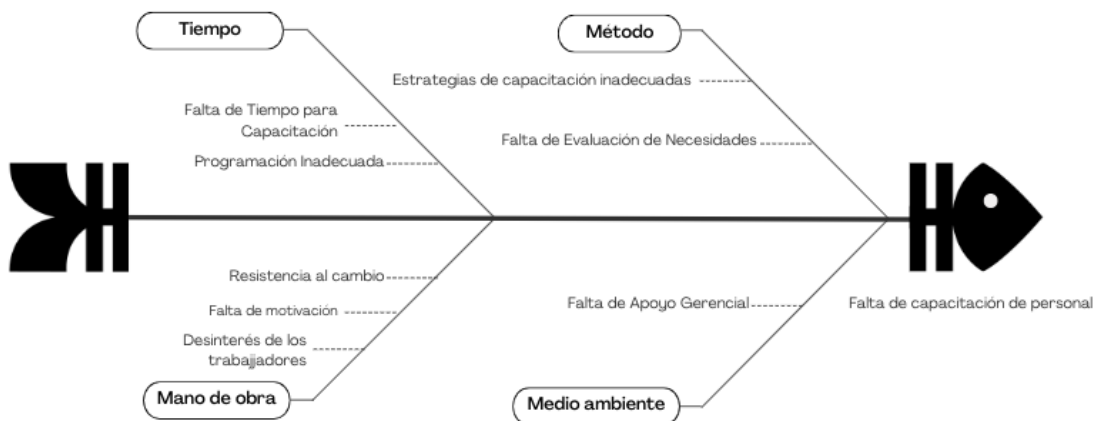 Tiempo
Método
Estrategias de capacitación inadecuadas
Falta de Tiempo para
Capacitación
Falta de Evaluación de Necesidades
Programación Inadecuada
Resistencia al cambio
Falta de motivación
Desinterés de los
trabajjadores
Mano de obra
Falta de Apoyo Gerencial
Medio ambiente
Falta de capacitación de personal